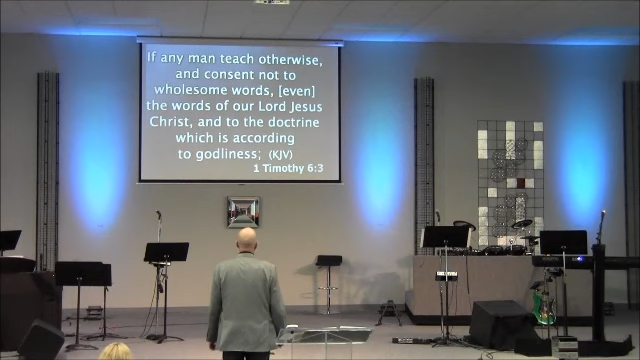 If any man teach otherwise,
and consent not to
wholesome words, [even]
the words of our Lord Jesus
Christ, and to the doctrine
which is according
to godliness; (KJV)
1 Timothy 6:3